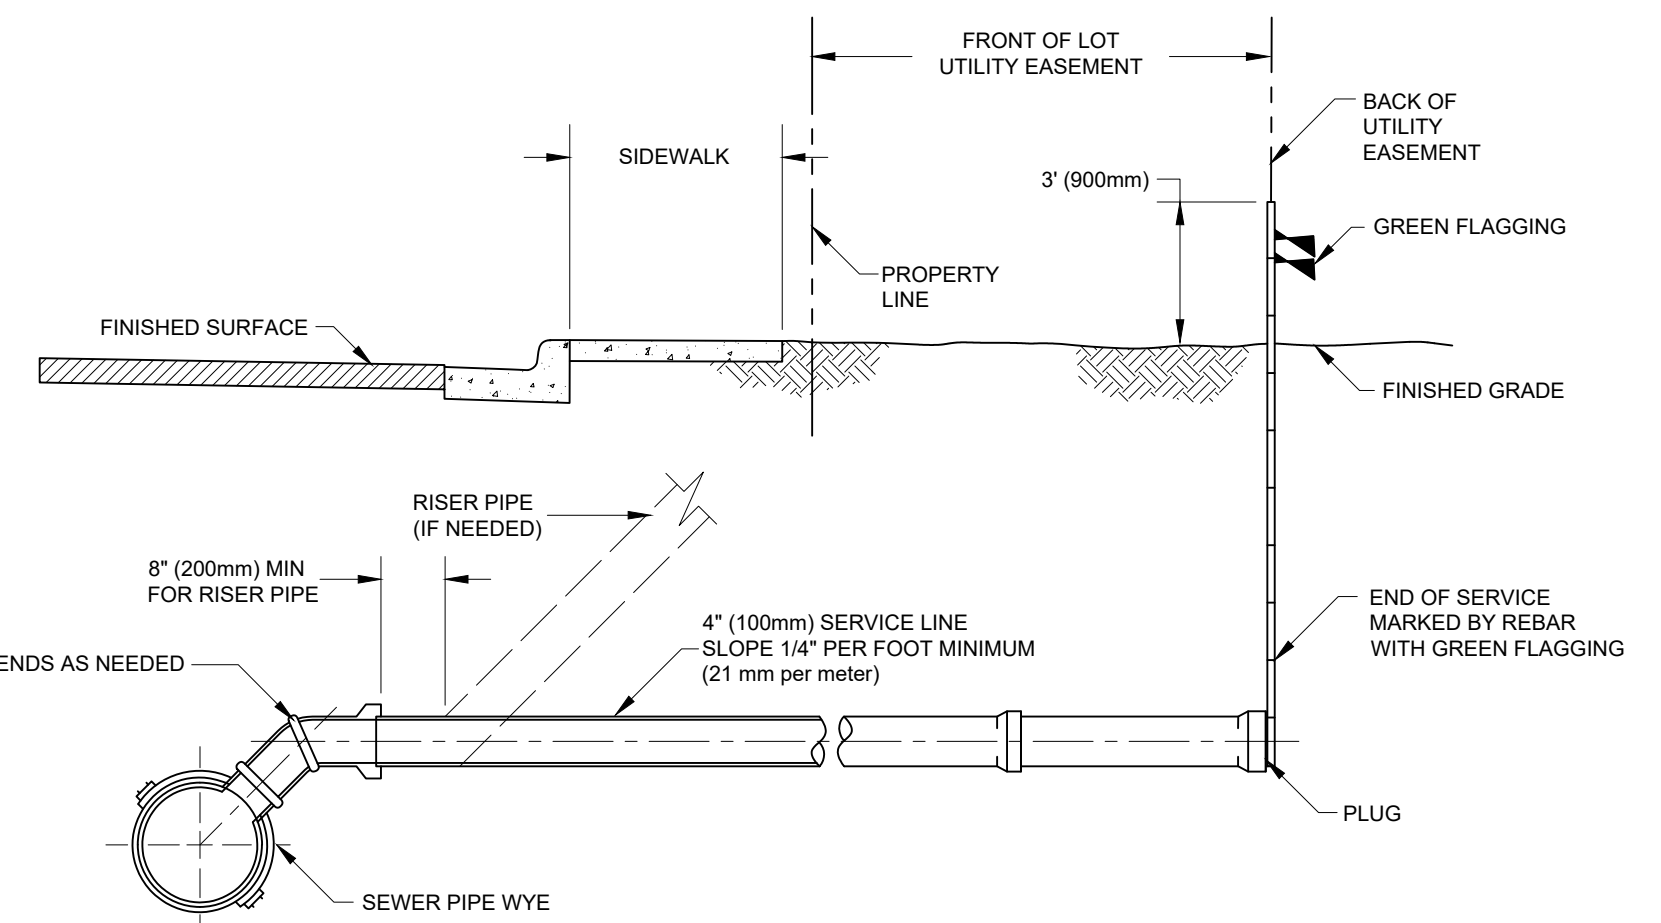 FRONT OF LOT
UTILITY EASEMENT
BACK OF
UTILITY
EASEMENT
SIDEWALK
3' (900mm)
GREEN FLAGGING
PROPERTY
LINE
FINISHED SURFACE
FINISHED GRADE
RISER PIPE
(IF NEEDED)
8" (200mm) MIN
FOR RISER PIPE
END OF SERVICE
MARKED BY REBAR
WITH GREEN FLAGGING
4" (100mm) SERVICE LINE
SLOPE 1/4" PER FOOT MINIMUM
(21 mm per meter)
ENDS AS NEEDED
PLUG
SEWER PIPE WYE